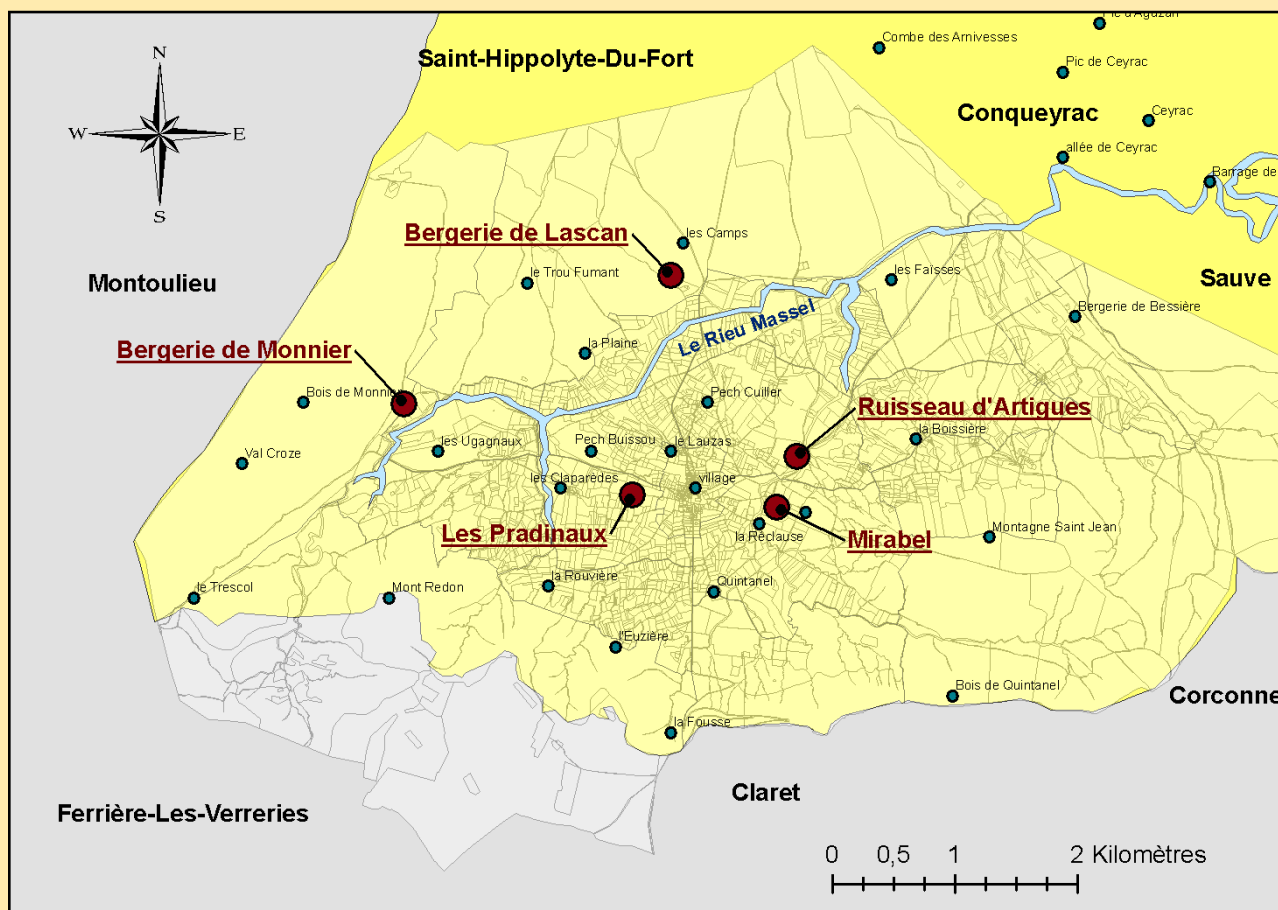 Pic d'Aguzan
Combe des Arnivesses
Saint-Hippolyte-Du-Fort
Pic de Ceyrac
N
Conqueyrac
Ceyrac
W
E
allée de Ceyrac
Barrage de
S
Bergerie de Lascan
les Camps
le Trou Fumant
les Faïsses
Sauve
Montoulieu
Bergerie de Bessière
Le Rieu Massel
Bergerie de Monnier
la Plaine
Bois de Monnier
Pech Cuiller
Ruisseau d'Artigues
la Boissière
les Ugagnaux
Pech Buissou
le Lauzas
Val Croze
les Claparèdes
village
Les Pradinaux
la Réclause
Mirabel
Montagne Saint Jean
le Trescol
Mont Redon
la Rouvière
Quintanel
l'Euzière
Bois de Quintanel
Corconne
la Fousse
Claret
Ferrière-Les-Verreries
0 0,5 1 2 Kilomètres